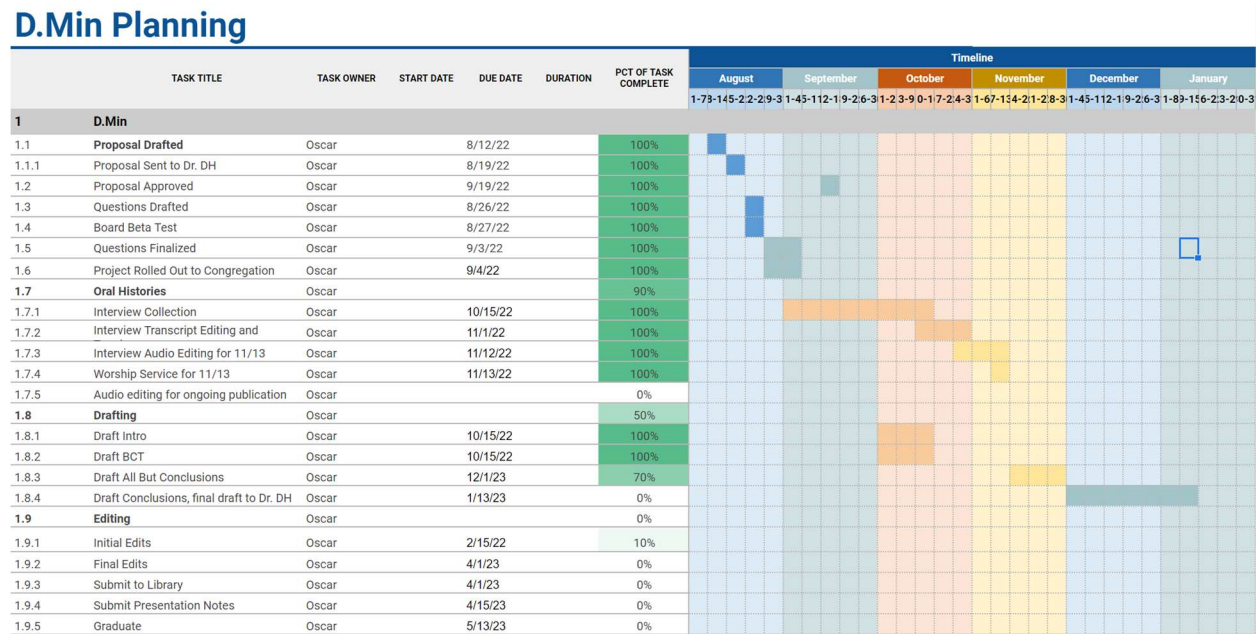 D.Min Planning
TASK TITLE TASK OWNER START DATE DUE DATE DURATION PCT OF TASK COMPLETE
Timeline
August September October November December January
1 D.Min
1.1 Proposal Drafted Oscar 8/12/22 100%
1.1.1 Proposal Sent to Dr. DH Oscar 8/19/22 100%
1.2 Proposal Approved Oscar 9/19/22 100%
1.3 Questions Drafted Oscar 8/26/22 100%
1.4 Board Beta Test Oscar 8/27/22 100%
1.5 Questions Finalized Oscar 9/3/22 100%
1.6 Project Rolled Out to Congregation Oscar 9/4/22 100%
1.7 Oral Histories Oscar 90%
1.7.1 Interview Collection Oscar 10/15/22 100%
1.7.2 Interview Transcript Editing and Oscar 11/1/22 100%
1.7.3 Interview Audio Editing for 11/13 Oscar 11/12/22 100%
1.7.4 Worship Service for 11/13 Oscar 11/13/22 100%
1.7.5 Audio editing for ongoing publication Oscar 0%
1.8 Drafting Oscar 50%
1.8.1 Draft Intro Oscar 10/15/22 100%
1.8.2 Draft BCT Oscar 10/15/22 100%
1.8.3 Draft All But Conclusions Oscar 12/1/23 70%
1.8.4 Draft Conclusions, final draft to Dr. DH Oscar 1/13/23 0%
1.9 Editing Oscar 0%
1.9.1 Initial Edits Oscar 2/15/22 10%
1.9.2 Final Edits Oscar 4/1/23 0%
1.9.3 Submit to Library Oscar 4/1/23 0%
1.9.4 Submit Presentation Notes Oscar 4/15/23 0%
1.9.5 Graduate Oscar 5/13/23 0%